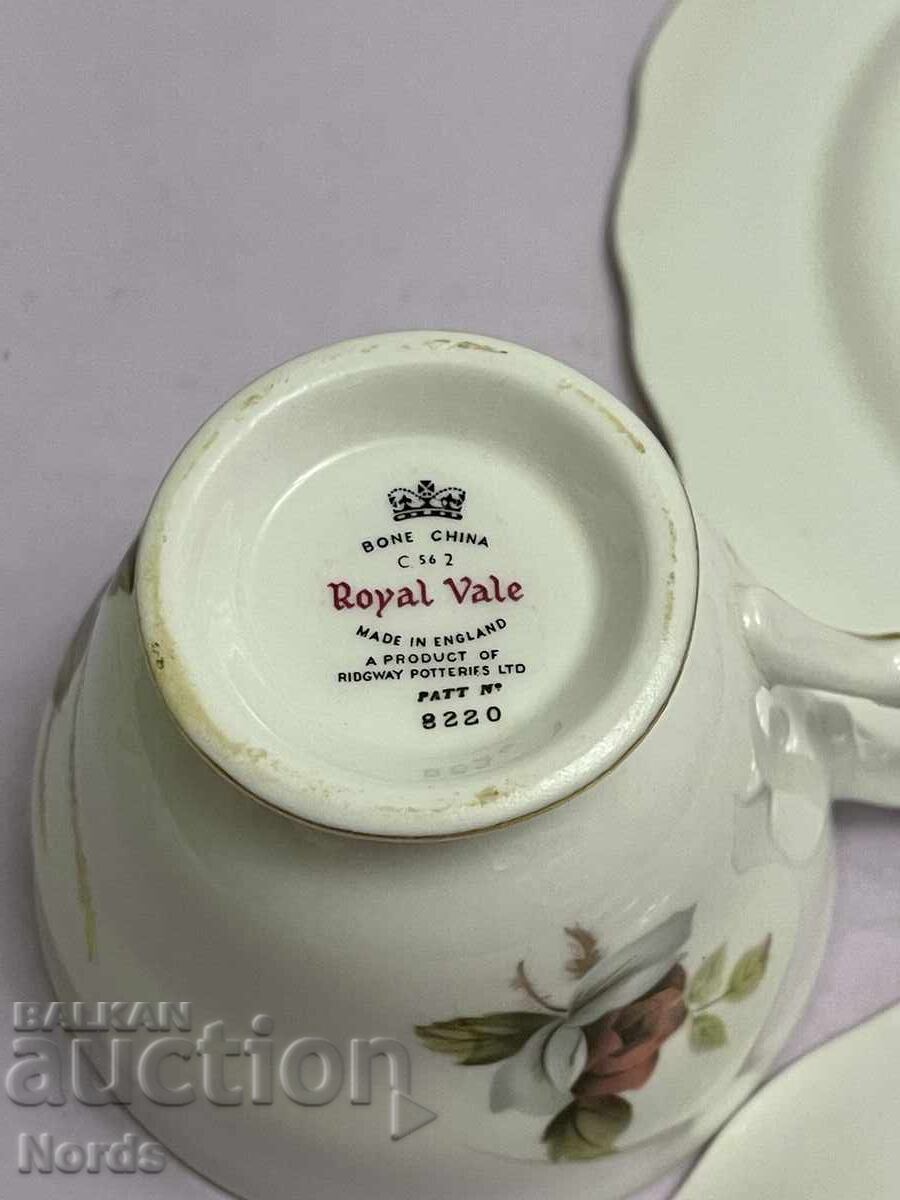 BONE CHINA
C 56 2
Royal Vale
MADE IN ENGLAND
A PRODUCT OF
RIDGWAY POTTERIES LTD
PATT Nº
8220
BALKAN
auction
Nords